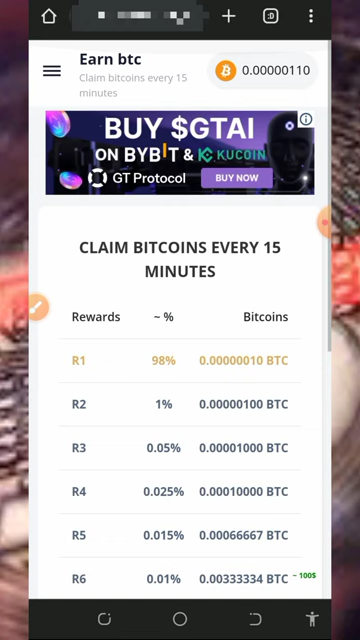 :D
Earn btc
Claim bitcoins every 15
minutes
0.00000110
BUY $GTAI
ON BYBIT & KUCOIN
GT Protocol
BUY NOW
CLAIM BITCOINS EVERY 15
MINUTES
Rewards ~ % Bitcoins
R1 98% 0.00000010 BTC
R2 1% 0.00000100 BTC
R3 0.05% 0.00001000 BTC
R4 0.025% 0.00010000 BTC
R5 0.015% 0.00066667 BTC
R6 0.01% 0.00333334 BTC ~ 100$